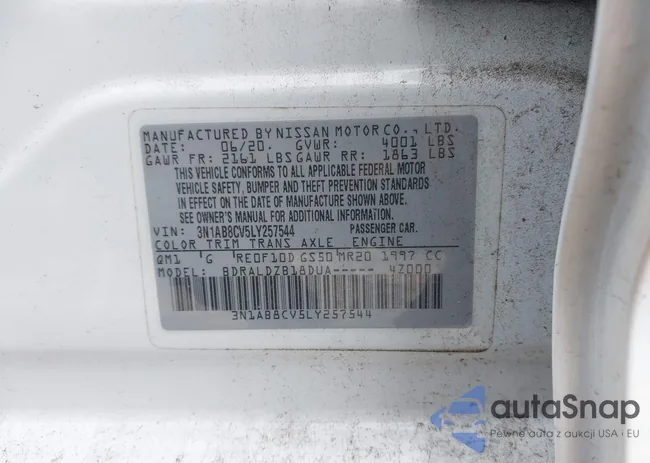 MANUFACTURED BY NISSAN MOTOR CO., LTD.
DATE: 06/20. GVWR: 4001 LBS
GAWR FR: 2161 LBS GAWR RR: 1863 LBS
THIS VEHICLE CONFORMS TO ALL APPLICABLE FEDERAL MOTOR
VEHICLE SAFETY, BUMPER AND THEFT PREVENTION STANDARDS
IN EFFECT ON THE DATE OF MANUFACTURE SHOWN ABOVE.
SEE OWNER'S MANUAL FOR ADDITIONAL INFORMATION.
VIN: 3N1AB8CV5LY257544 PASSENGER CAR.
COLOR TRIM TRANS AXLE ENGINE
QM1 G RE0F10D GS50 MR20 1997 CC
MODEL: BDRALDZB18DUA----- 4Z000
3N1AB8CV5LY257544
autoSnap
Pewne auta z aukcji USA i EU